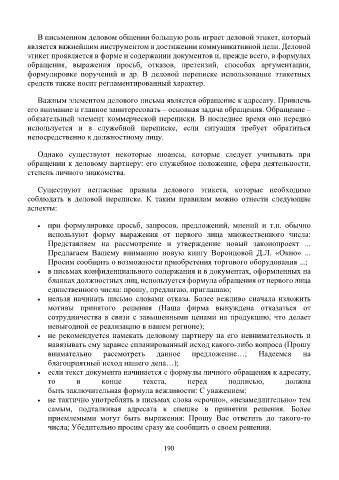 В письменном деловом общении большую роль играет деловой этикет, который
является важнейшим инструментом в достижении коммуникативной цели. Деловой
этикет проявляется в форме и содержании документов и, прежде всего, в формулах
обращения, выражения просьб, отказов, претензий, способах аргументации,
формулировке поручений и др. В деловой переписке использование этикетных
средств также носит регламентированный характер.
Важным элементом делового письма является обращение к адресату. Привлечь
его внимание и главное заинтересовать – основная задача обращения. Обращение –
обязательный элемент коммерческой переписки. В последнее время оно нередко
используется и в служебной переписке, если ситуация требует обратиться
непосредственно к должностному лицу.
Однако существуют некоторые нюансы, которые следует учитывать при
обращении к деловому партнеру: его служебное положение, сфера деятельности,
степень личного знакомства.
Существуют негласные правила делового этикета, которые необходимо
соблюдать в деловой переписке. К таким правилам можно отнести следующие
аспекты:
• при формулировке просьб, запросов, предложений, мнений и т.п. обычно
используют форму выражения от первого лица множественного числа:
Представляем на рассмотрение и утверждение новый законопроект ...
Предлагаем Вашему вниманию новую книгу Воронцовой Д.Л. «Окно» ...
Просим сообщить о возможности приобретения торгового оборудования ...;
• в письмах конфиденциального содержания и в документах, оформленных на
бланках должностных лиц, используется формула обращения от первого лица
единственного числа: прошу, предлагаю, приглашаю;
• нельзя начинать письмо словами отказа. Более вежливо сначала изложить
мотивы принятого решения (Наша фирма вынуждена отказаться от
сотрудничества в связи с завышенными ценами на продукцию, что делает
невыгодной ее реализацию в нашем регионе);
• не рекомендуется намекать деловому партнеру на его невнимательность и
навязывать ему заранее спланированный исход какого-либо вопроса (Прошу
внимательно рассмотреть данное предложение…; Надеемся на
благоприятный исход нашего дела…);
• если текст документа начинается с формулы личного обращения к адресату,
то в конце текста, перед подписью, должна
быть заключительная формула вежливости: С уважением;
• не тактично употреблять в письмах слова «срочно», «незамедлительно» тем
самым, подталкивая адресата к спешке в принятии решения. Более
приемлемыми могут быть выражения: Прошу Вас ответить до такого-то
числа; Убедительно просим сразу же сообщить о своем решении.
190